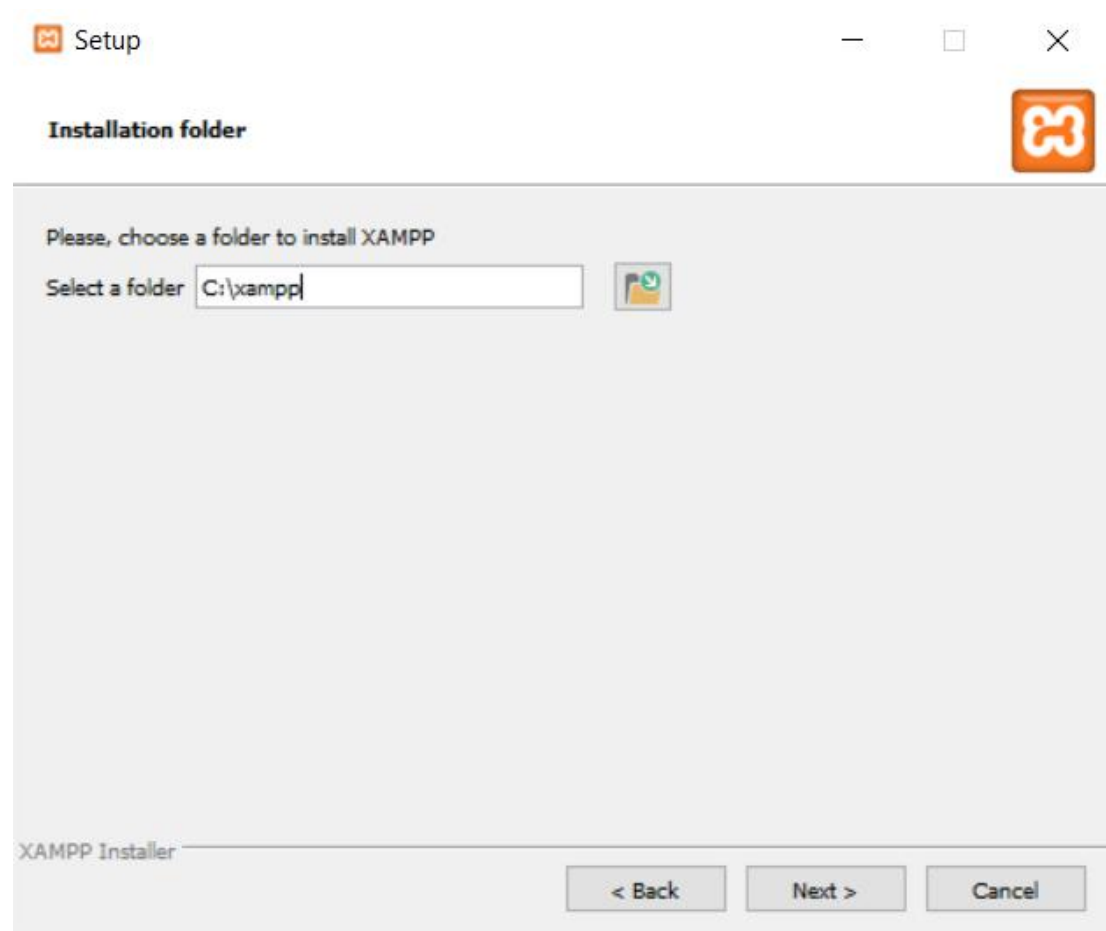 Setup
Installation folder
Please, choose a folder to install XAMPP
Select a folder C:\xampp
XAMPP Installer
< Back Next > Cancel